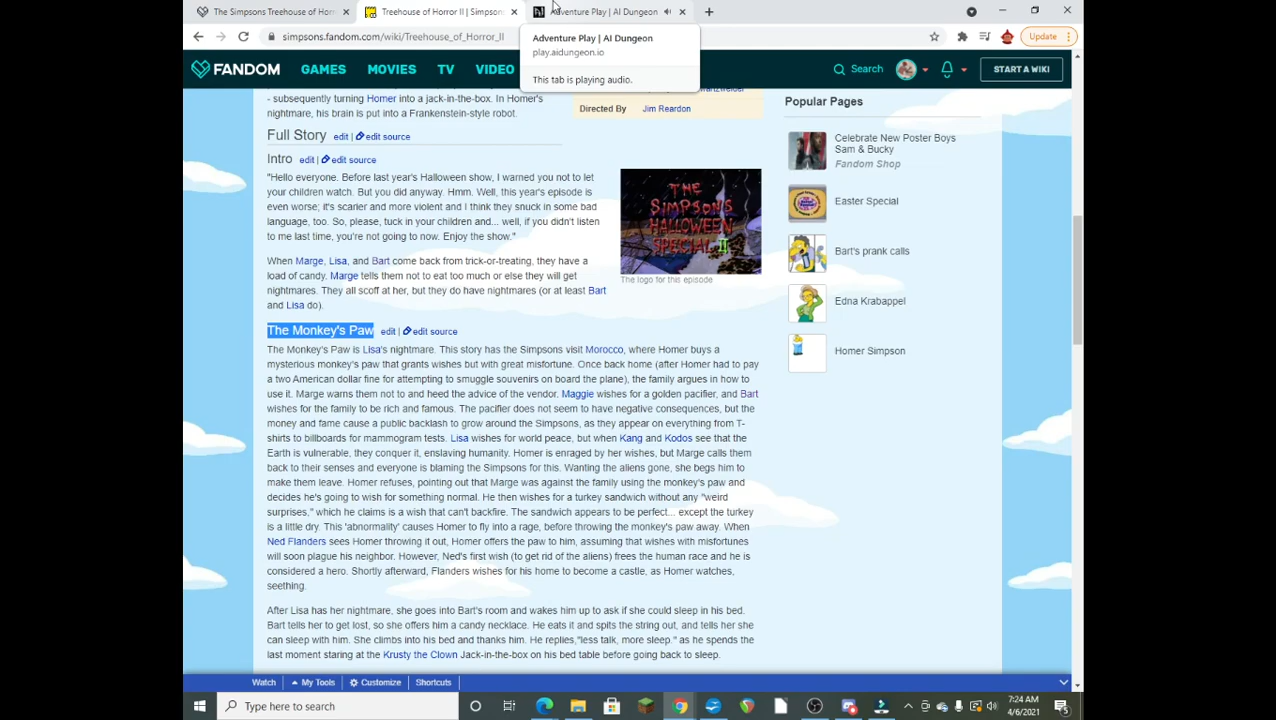 The Simpsons Treehouse of Hor
Treehouse of Horror II | Simpsons
Adventure Play | AI Dungeon
simpsons.fandom.com/wiki/Treehouse_of_Horror_II
Update
Adventure Play | AI Dungeon
play.aidungeon.io
This tab is playing audio.
FANDOM
GAMES
MOVIES
TV
VIDEO
Search
START A WIKI
- subsequently turning Homer into a jack-in-the-box. In Homer's
nightmare, his brain is put into a Frankenstein-style robot.
Directed By
Jim Reardon
Full Story edit | edit source
Intro edit | edit source
"Hello everyone. Before last year's Halloween show, I warned you not to let
your children watch. But you did anyway. Hmm. Well, this year's episode is
even worse; it's scarier and more violent and I think they snuck in some bad
language, too. So, please, tuck in your children and... well, if you didn't listen
to me last time, you're not going to now. Enjoy the show."
THE
SIMPSONS
HALLOWEEN
SPECIAL II
The logo for this episode
When Marge, Lisa, and Bart come back from trick-or-treating, they have a
load of candy. Marge tells them not to eat too much or else they will get
nightmares. They all scoff at her, but they do have nightmares (or at least Bart
and Lisa do).
The Monkey's Paw edit | edit source
The Monkey's Paw is Lisa's nightmare. This story has the Simpsons visit Morocco, where Homer buys a
mysterious monkey's paw that grants wishes but with great misfortune. Once back home (after Homer had to pay
a two American dollar fine for attempting to smuggle souvenirs on board the plane), the family argues in how to
use it. Marge warns them not to and heed the advice of the vendor. Maggie wishes for a golden pacifier, and Bart
wishes for the family to be rich and famous. The pacifier does not seem to have negative consequences, but the
money and fame cause a public backlash to grow around the Simpsons, as they appear on everything from T-
shirts to billboards for mammogram tests. Lisa wishes for world peace, but when Kang and Kodos see that the
Earth is vulnerable, they conquer it, enslaving humanity. Homer is enraged by her wishes, but Marge calls them
back to their senses and everyone is blaming the Simpsons for this. Wanting the aliens gone, she begs him to
make them leave. Homer refuses, pointing out that Marge was against the family using the monkey's paw and
decides he's going to wish for something normal. He then wishes for a turkey sandwich without any "weird
surprises," which he claims is a wish that can't backfire. The sandwich appears to be perfect... except the turkey
is a little dry. This 'abnormality' causes Homer to fly into a rage, before throwing the monkey's paw away. When
Ned Flanders sees Homer throwing it out, Homer offers the paw to him, assuming that wishes with misfortunes
will soon plague his neighbor. However, Ned's first wish (to get rid of the aliens) frees the human race and he is
considered a hero. Shortly afterward, Flanders wishes for his home to become a castle, as Homer watches,
seething.
After Lisa has her nightmare, she goes into Bart's room and wakes him up to ask if she could sleep in his bed.
Bart tells her to get lost, so she offers him a candy necklace. He eats it and spits the string out, and tells her she
can sleep with him. She climbs into his bed and thanks him. He replies,"less talk, more sleep." as he spends the
last moment staring at the Krusty the Clown Jack-in-the-box on his bed table before going back to sleep.
Popular Pages
Celebrate New Poster Boys
Sam & Bucky
Fandom Shop
Easter Special
Bart's prank calls
Edna Krabappel
Homer Simpson
Watch
My Tools
Customize
Shortcuts
Type here to search
7:24 AM
4/6/2021
5